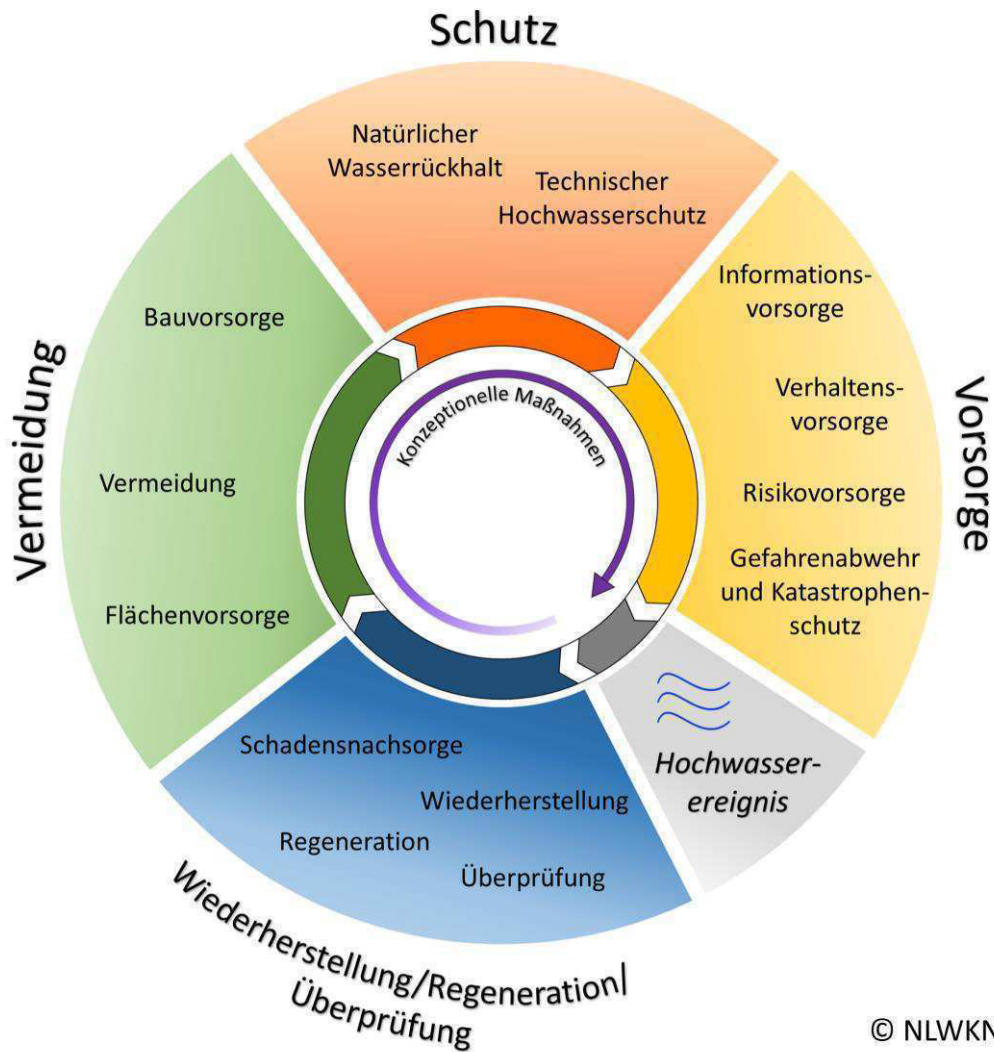 Schutz
Natürlicher
Wasserrückhalt
Technischer
Hochwasserschutz
Vorsorge
Informations-
vorsorge
Verhaltens-
vorsorge
Risikovorsorge
Gefahrenabwehr
und Katastrophen-
schutz
Hochwasser-
ereignis
Wiederherstellung/Regeneration/
Überprüfung
Schadensnachsorge
Wiederherstellung
Regeneration
Überprüfung
Vermeidung
Bauvorsorge
Vermeidung
Flächenvorsorge
Konzeptionelle Maßnahmen
© NLWKN